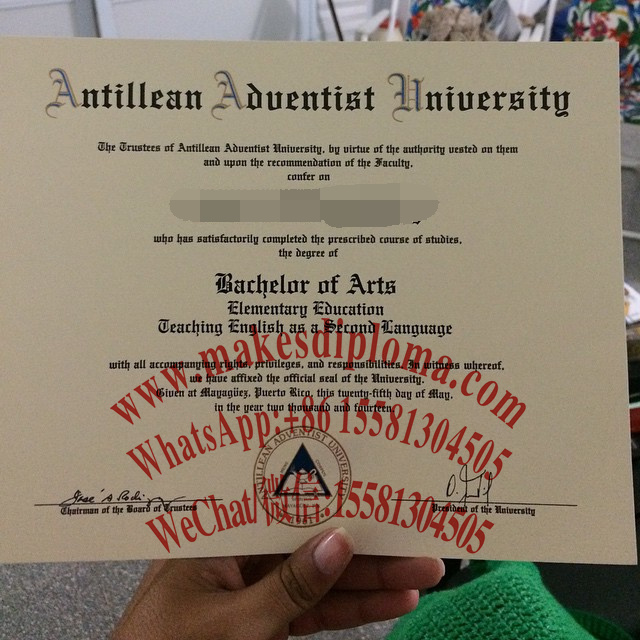 Antillean Adventist University
The Trustees of Antillean Adventist University, by virtue of the authority vested on them
and upon the recommendation of the Faculty,
confer on
who has satisfactorily completed the prescribed course of studies,
the degree of
Bachelor of Arts
Elementary Education
Teaching English as a Second Language
with all accompanying rights, privileges, and responsibilities. In witness whereof,
we have affixed the official seal of the University.
Given at Mayagüez, Puerto Rico, this twenty-fifth day of May,
in the year two thousand and fourteen
www.makesdiploma.com
WhatsApp:+86 15581304505
ANTILLEAN ADVENTIST UNIVERSITY
1961
Chairman of the Board of Trustees
President of the University
15581304505